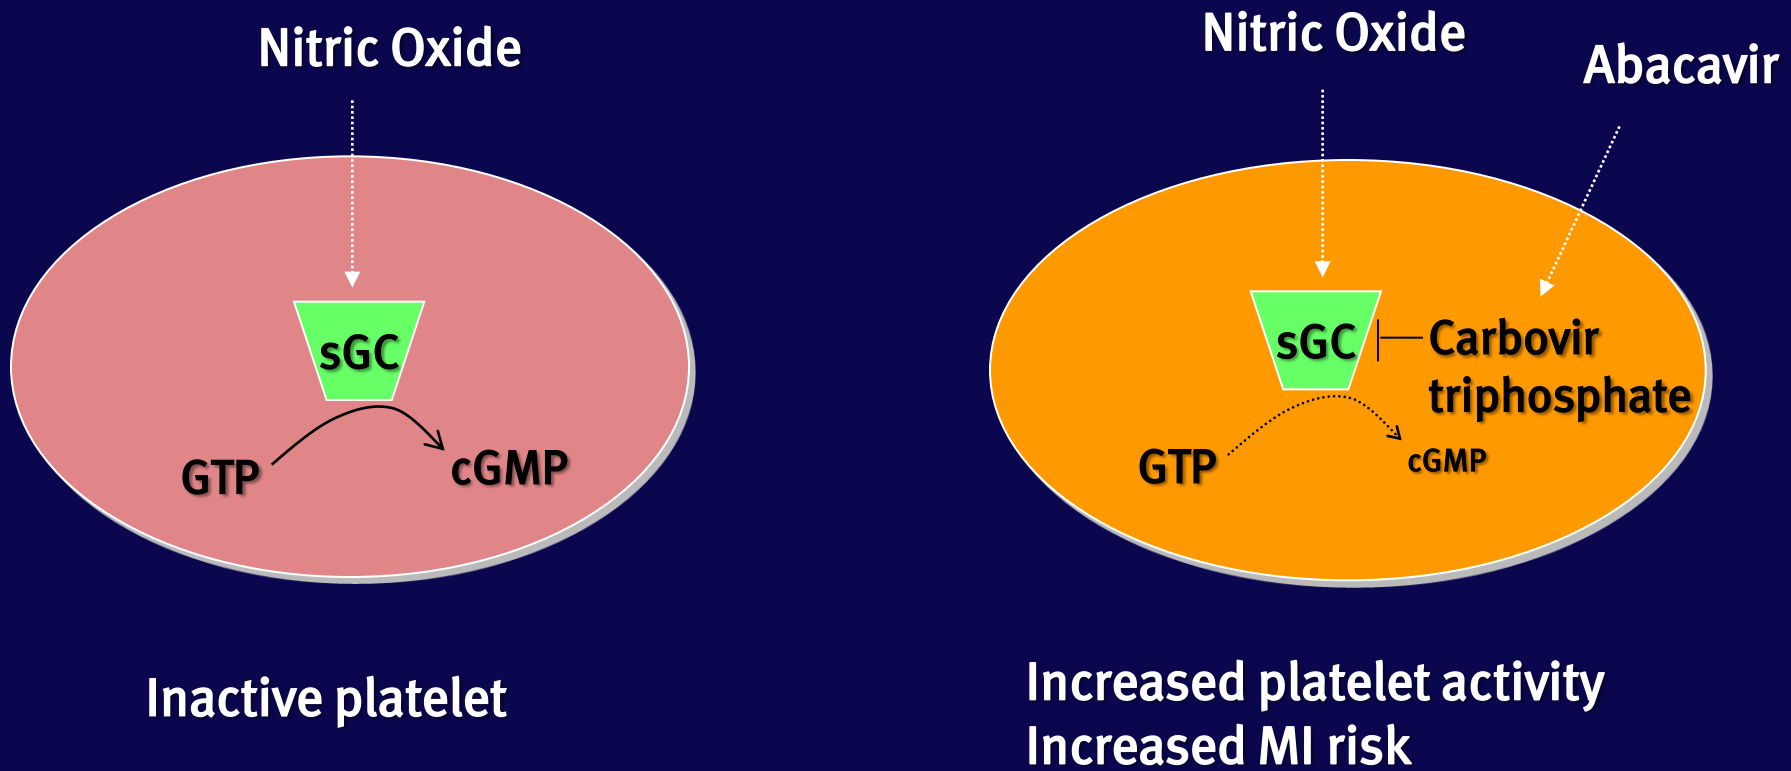 Nitric Oxide
sGC
GTP
cGMP
Inactive platelet
Nitric Oxide
Abacavir
sGC
Carbovir
triphosphate
GTP
cGMP
Increased platelet activity
Increased MI risk